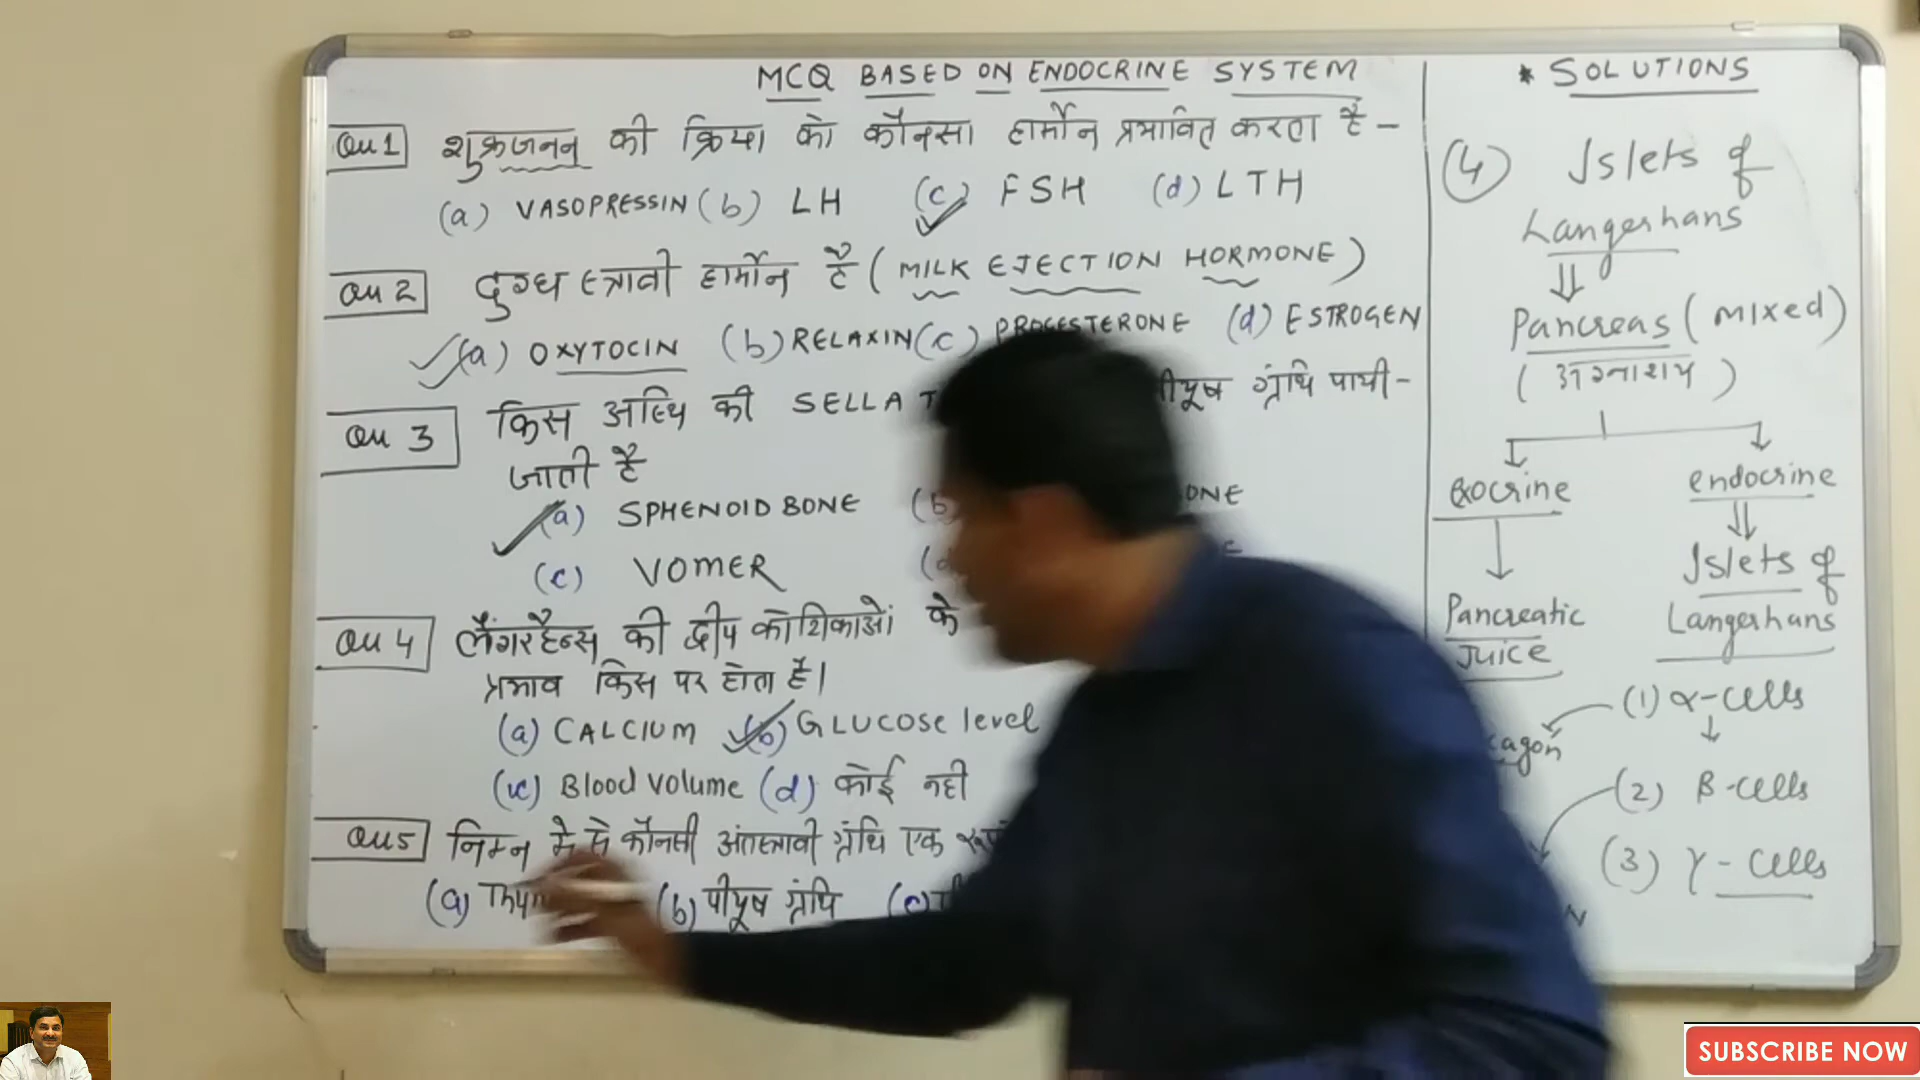 MCQ BASED ON ENDOCRINE SYSTEM
Qu 1 शुक्रजनन की क्रिया को कौनसा हार्मोन प्रभावित करता है –
(a) VASOPRESSIN (b) LH (c) FSH (d) LTH
Qu 2 दुग्ध स्त्रावी हार्मोन है (MILK EJECTION HORMONE)
(a) OXYTOCIN (b) RELAXIN (c) PROGESTERONE (d) ESTROGEN
Qu 3 किस अस्थि की SELLA पीयूष ग्रंथि पायी-
जाती है
(a) SPHENOID BONE (b)
(c) VOMER (d)
Qu 4 लैंगरहैन्स की द्वीप कोशिकाओं के
प्रभाव किस पर होता है।
(a) CALCIUM (b) GLUCOSE level
(c) Blood volume (d) कोई नही
Qu 5 निम्न मे से कौनसी अंतस्त्रावी ग्रंथि एक
(a) (b) पीयूष ग्रंथि (c)
* SOLUTIONS
(4) Islets of
Langerhans
⇓
Pancreas (mixed)
(अग्नाशय)
exocrine endocrine
Pancreatic
Juice
Islets of
Langerhans
(1) α-cells
(2) β-cells
(3) γ-cells
SUBSCRIBE NOW